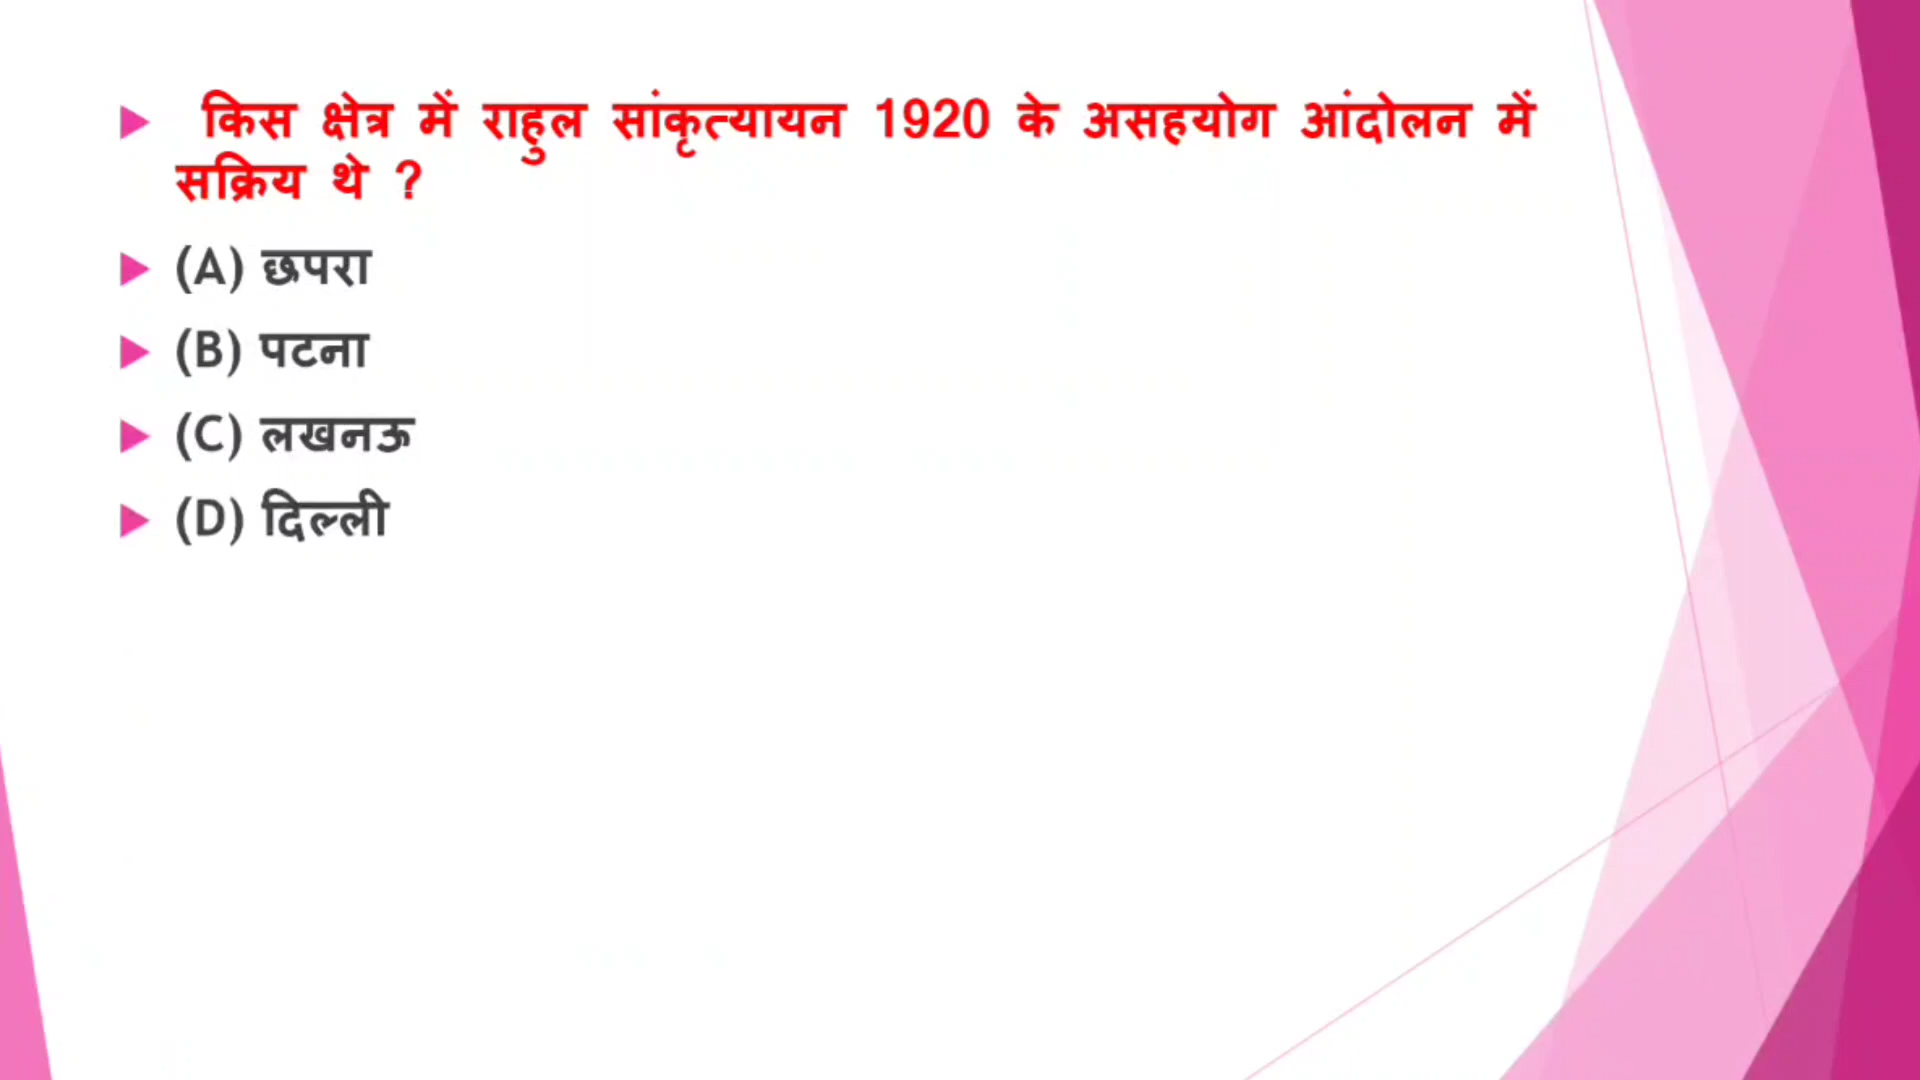 किस क्षेत्र में राहुल सांकृत्यायन 1920 के असहयोग आंदोलन में
सक्रिय थे ?
(A) छपरा
(B) पटना
(C) लखनऊ
(D) दिल्ली